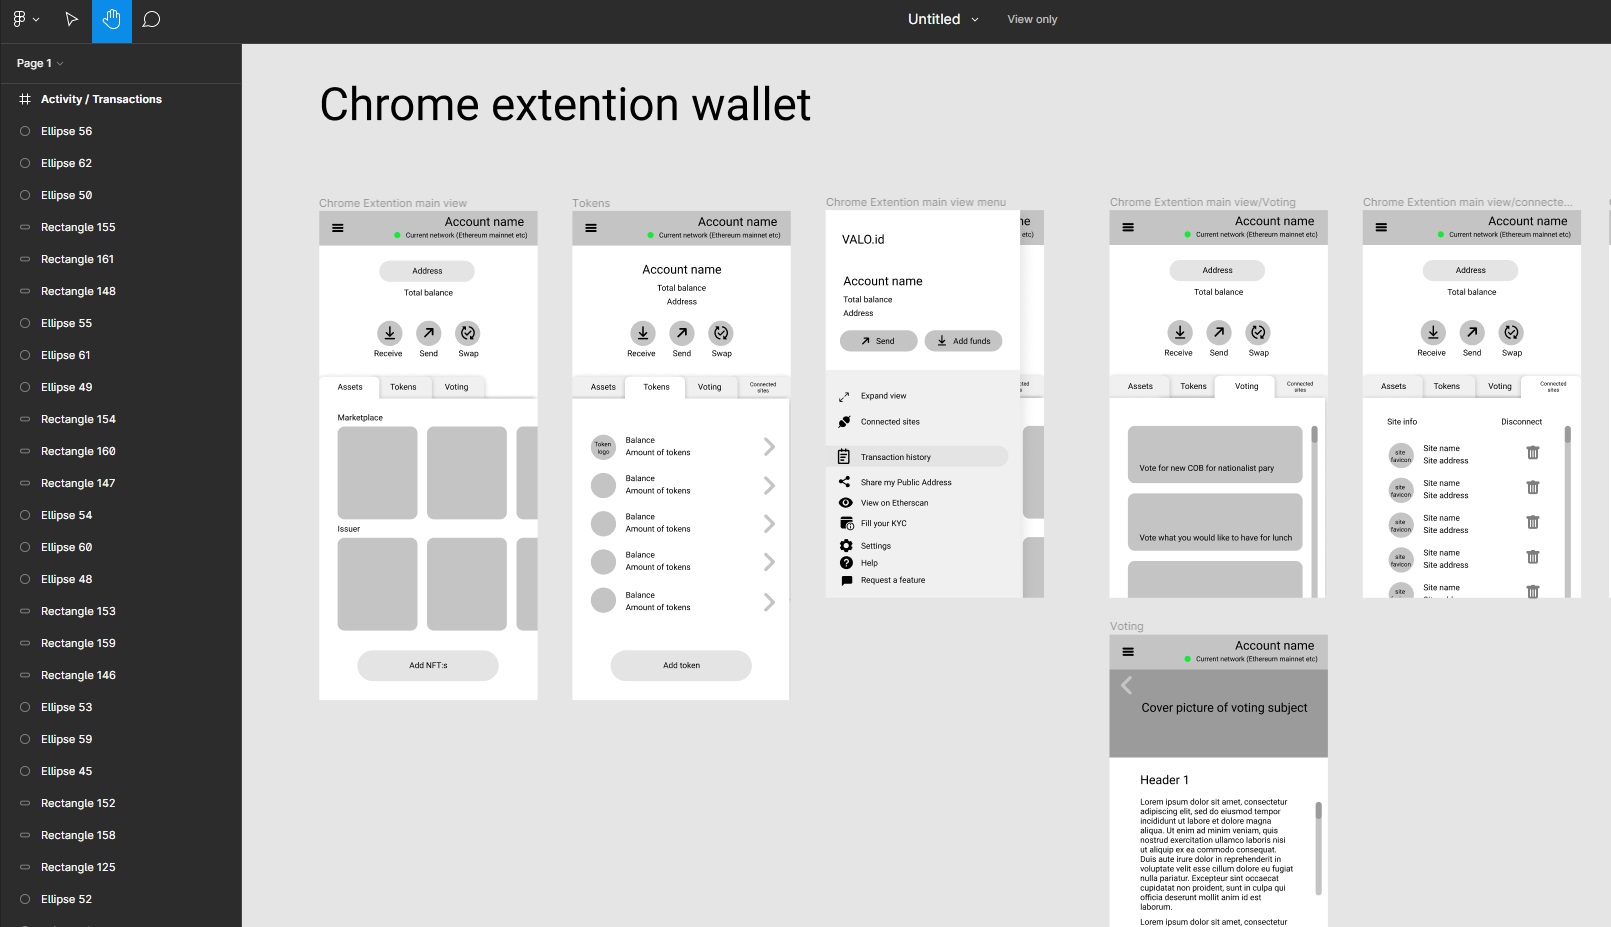 Untitled
View only
Page 1
Activity / Transactions
Ellipse 56
Ellipse 62
Ellipse 50
Rectangle 155
Rectangle 161
Rectangle 148
Ellipse 55
Ellipse 61
Ellipse 49
Rectangle 154
Rectangle 160
Rectangle 147
Ellipse 54
Ellipse 60
Ellipse 48
Rectangle 153
Rectangle 159
Rectangle 146
Ellipse 53
Ellipse 59
Ellipse 45
Rectangle 152
Rectangle 158
Rectangle 125
Ellipse 52
Chrome extention wallet
Chrome Extention main view
Account name
Current network (Ethereum mainnet etc)
Address
Total balance
Receive Send Swap
Assets Tokens Voting
Marketplace
Issuer
Add NFT:s
Tokens
Account name
Current network (Ethereum mainnet etc)
Account name
Total balance
Address
Receive Send Swap
Assets Tokens Voting Connected
sites
Token
logo
Balance
Amount of tokens
Balance
Amount of tokens
Balance
Amount of tokens
Balance
Amount of tokens
Balance
Amount of tokens
Add token
Chrome Extention main view menu
VALO.id
Account name
Total balance
Address
Send Add funds
Expand view
Connected sites
Transaction history
Share my Public Address
View on Etherscan
Fill your KYC
Settings
Help
Request a feature
ne
et etc)
cted
es
Chrome Extention main view/Voting
Account name
Current network (Ethereum mainnet etc)
Address
Total balance
Receive Send Swap
Assets Tokens Voting Connected
sites
Vote for new COB for nationalist pary
Vote what you would like to have for lunch
Chrome Extention main view/connecte...
Account name
Current network (Ethereum mainnet etc)
Address
Total balance
Receive Send Swap
Assets Tokens Voting Connected
sites
Site info Disconnect
site
favicon
Site name
Site address
site
favicon
Site name
Site address
site
favicon
Site name
Site address
site
favicon
Site name
Site address
site
favicon
Site name
Site address
Voting
Account name
Current network (Ethereum mainnet etc)
Cover picture of voting subject
Header 1
Lorem ipsum dolor sit amet, consectetur
adipiscing elit, sed do eiusmod tempor
incididunt ut labore et dolore magna
aliqua. Ut enim ad minim veniam, quis
nostrud exercitation ullamco laboris nisi
ut aliquip ex ea commodo consequat.
Duis aute irure dolor in reprehenderit in
voluptate velit esse cillum dolore eu fugiat
nulla pariatur. Excepteur sint occaecat
cupidatat non proident, sunt in culpa qui
officia deserunt mollit anim id est
laborum.
Lorem ipsum dolor sit amet, consectetur